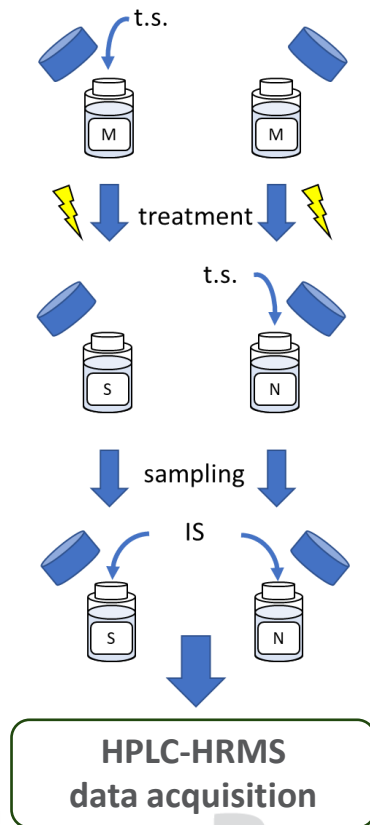 t.s.
M M
treatment
t.s.
S N
sampling
IS
S N
HPLC-HRMS
data acquisition